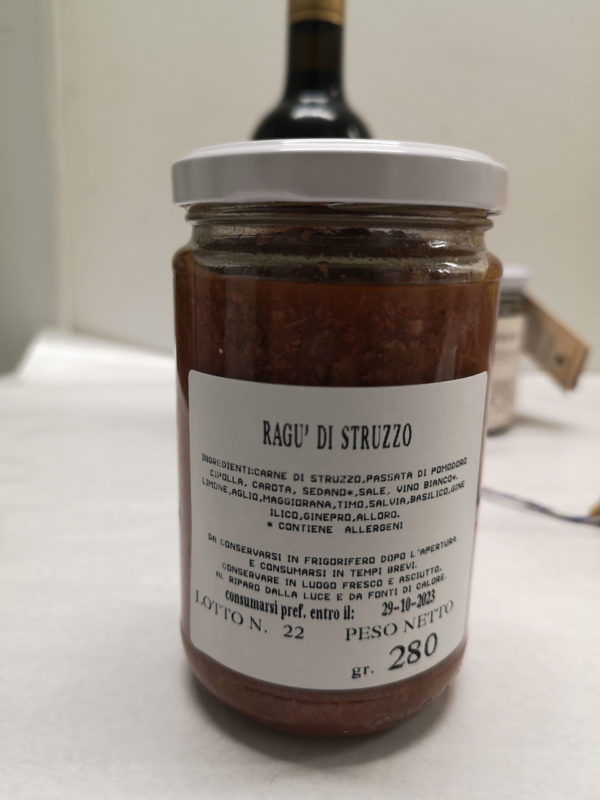 RAGU' DI STRUZZO
INGREDIENTI:CARNE DI STRUZZO,PASSATA DI POMODORO
CIPOLLA, CAROTA, SEDANO*,SALE, VINO BIANCO*.
LIMONE,AGLIO,MAGGIORANA,TIMO,SALVIA,BASILICO,GINE
ILICO,GINEPRO,ALLORO.
* CONTIENE ALLERGENI
DA CONSERVARSI IN FRIGORIFERO DOPO L'APERTURA
E CONSUMARSI IN TEMPI BREVI.
CONSERVARE IN LUOGO FRESCO E ASCIUTTO,
AL RIPARO DALLA LUCE E DA FONTI DI CALORE.
consumarsi pref. entro il: 29-10-2023
LOTTO N. 22 PESO NETTO
gr. 280